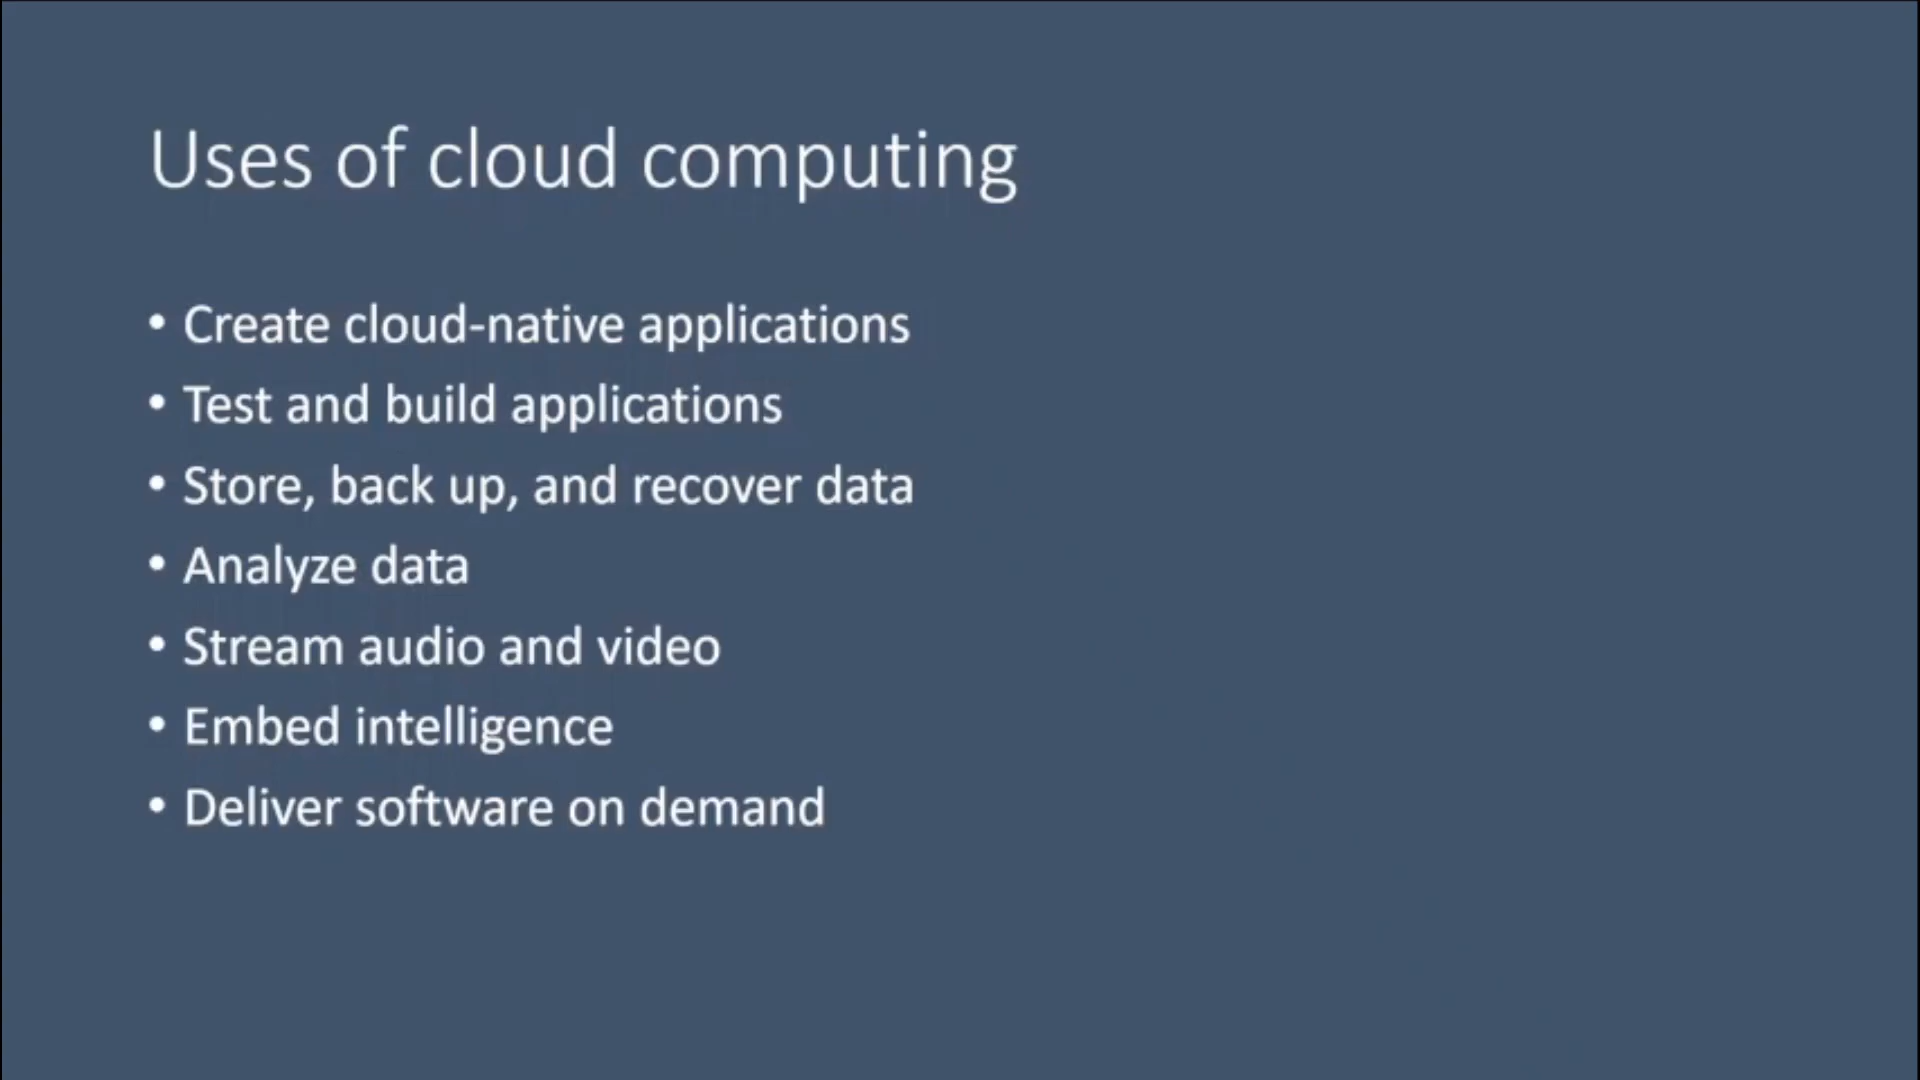 Uses of cloud computing
• Create cloud-native applications
• Test and build applications
• Store, back up, and recover data
• Analyze data
• Stream audio and video
• Embed intelligence
• Deliver software on demand